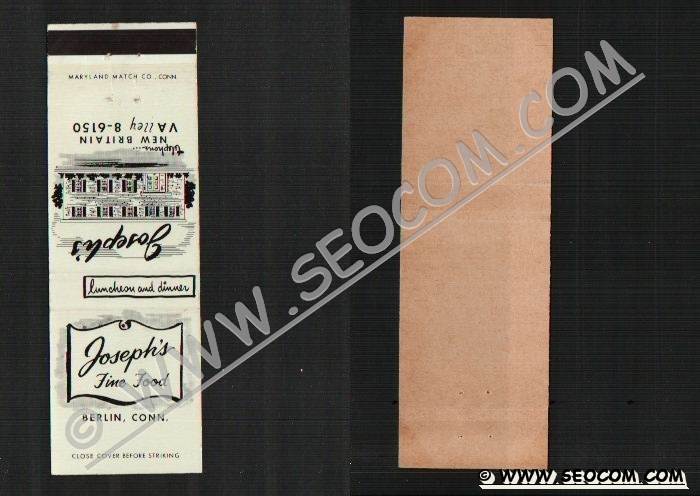 MARYLAND MATCH CO., CONN.
VAlley 8-6150
NEW BRITAIN
telephone...
Joseph's
luncheon and dinner
Joseph's
Fine Food
BERLIN, CONN.
CLOSE COVER BEFORE STRIKING
© WWW.SEOCOM.COM
© WWW.SEOCOM.COM